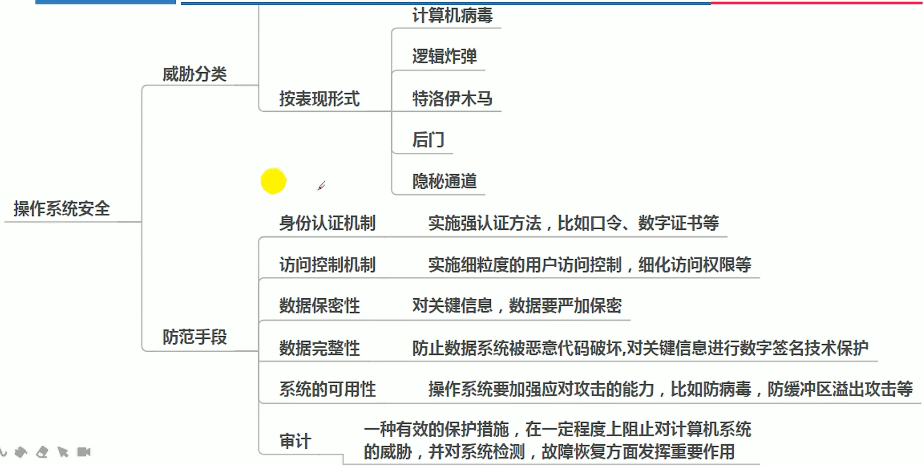 计算机病毒
逻辑炸弹
威胁分类
按表现形式
特洛伊木马
后门
隐秘通道
操作系统安全
身份认证机制 实施强认证方法，比如口令、数字证书等
访问控制机制 实施细粒度的用户访问控制，细化访问权限等
数据保密性 对关键信息，数据要严加保密
防范手段
数据完整性 防止数据系统被恶意代码破坏,对关键信息进行数字签名技术保护
系统的可用性 操作系统要加强应对攻击的能力，比如防病毒，防缓冲区溢出攻击等
审计
一种有效的保护措施，在一定程度上阻止对计算机系统
的威胁，并对系统检测，故障恢复方面发挥重要作用